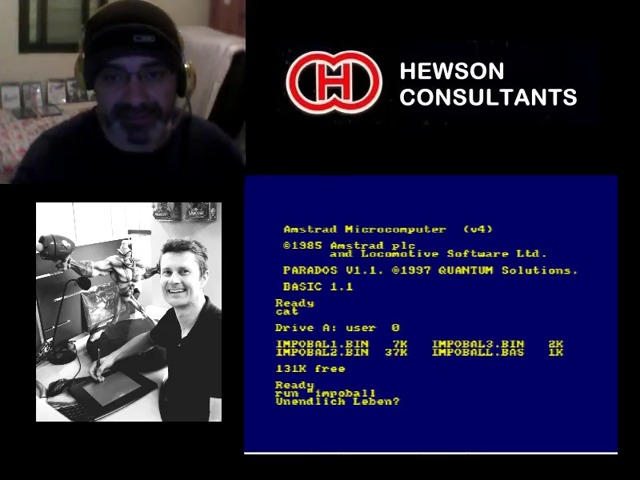 HEWSON
CONSULTANTS
Amstrad Microcomputer (v4)
©1985 Amstrad plc
and Locomotive Software Ltd.
PARADOS V1.1. ©1997 QUANTUM Solutions.
BASIC 1.1
Ready
cat
Drive A: user 0
IMPOBAL1.BIN 7K IMPOBAL3.BIN 2K
IMPOBAL2.BIN 37K IMPOBALL.BAS 1K
131K free
Ready
run "impoball
Unendlich Leben?